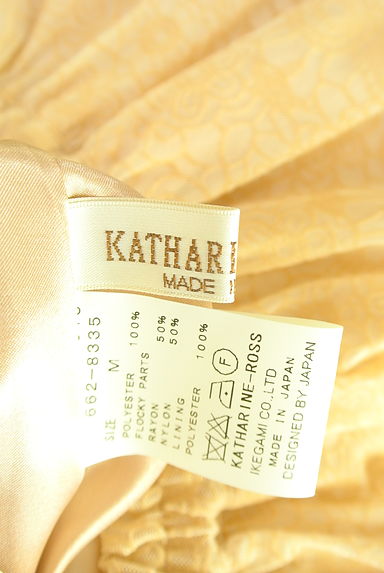 KATHAR
MADE
662-8335
SIZE M
POLYESTER 100%
FLOCKY PARTS
RAYON 50%
NYLON 50%
LINING
POLYESTER 100%
F
KATHARINE-ROSS
IKEGAMI CO.,LTD
MADE IN JAPAN
DESIGNED BY JAPAN